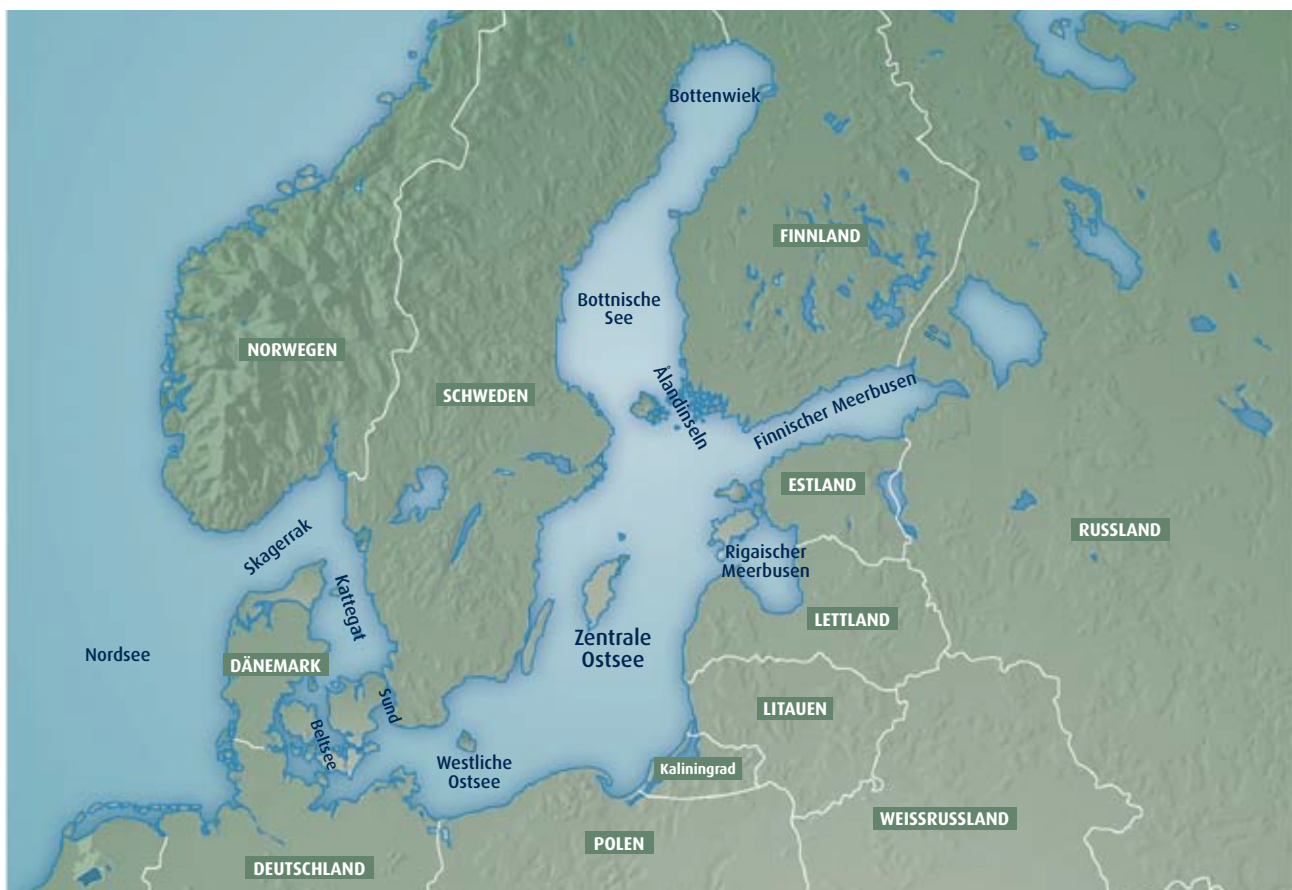 Bottenwiek
FINNLAND
Bottnische
See
NORWEGEN
SCHWEDEN
Ålandinseln
Finnischer Meerbusen
ESTLAND
RUSSLAND
Skagerrak
Rigaischer
Meerbusen
Kattegat
LETTLAND
Nordsee
DÄNEMARK
Zentrale
Ostsee
Sund
LITAUEN
Beltsee
Westliche
Ostsee
Kaliningrad
WEISSRUSSLAND
POLEN
DEUTSCHLAND